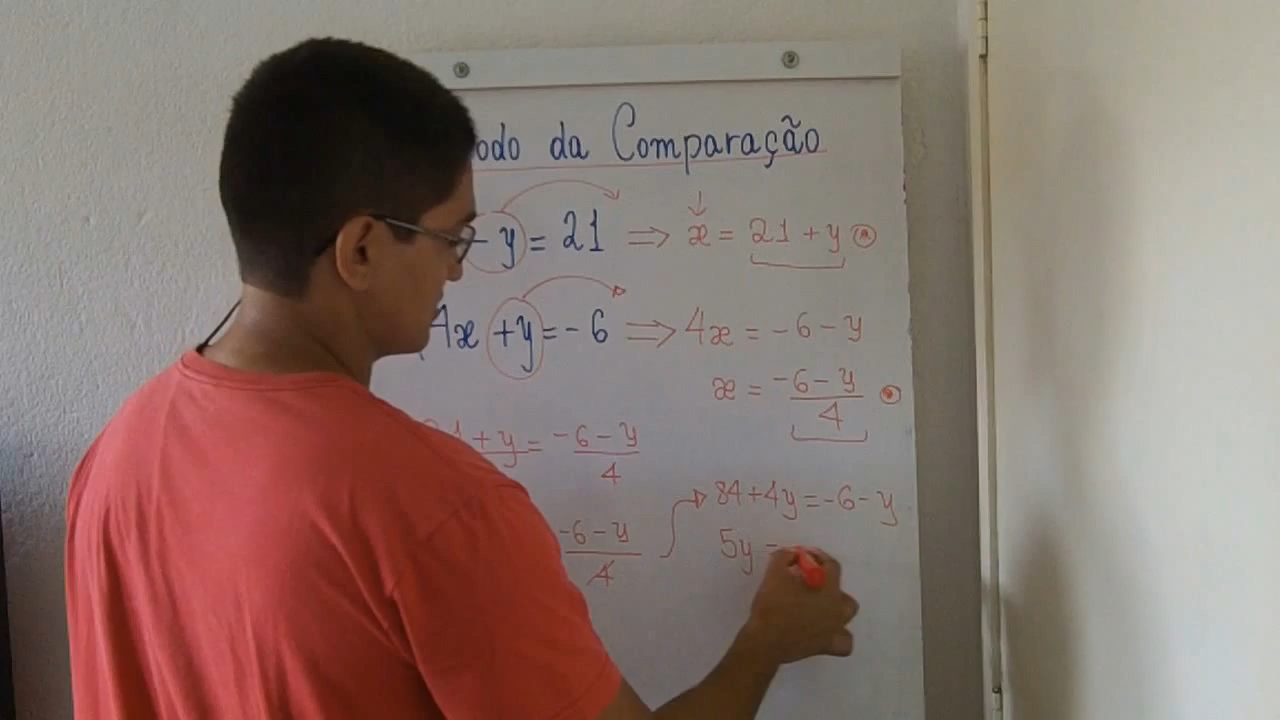 odo da Comparação
- y = 21 ⇒ x = 21 + y
4x + y = -6 ⇒ 4x = -6 - y
x = -6 - y / 4
21 + y = -6 - y / 4
84 + 4y = -6 - y
-6 - y / 4
5y =